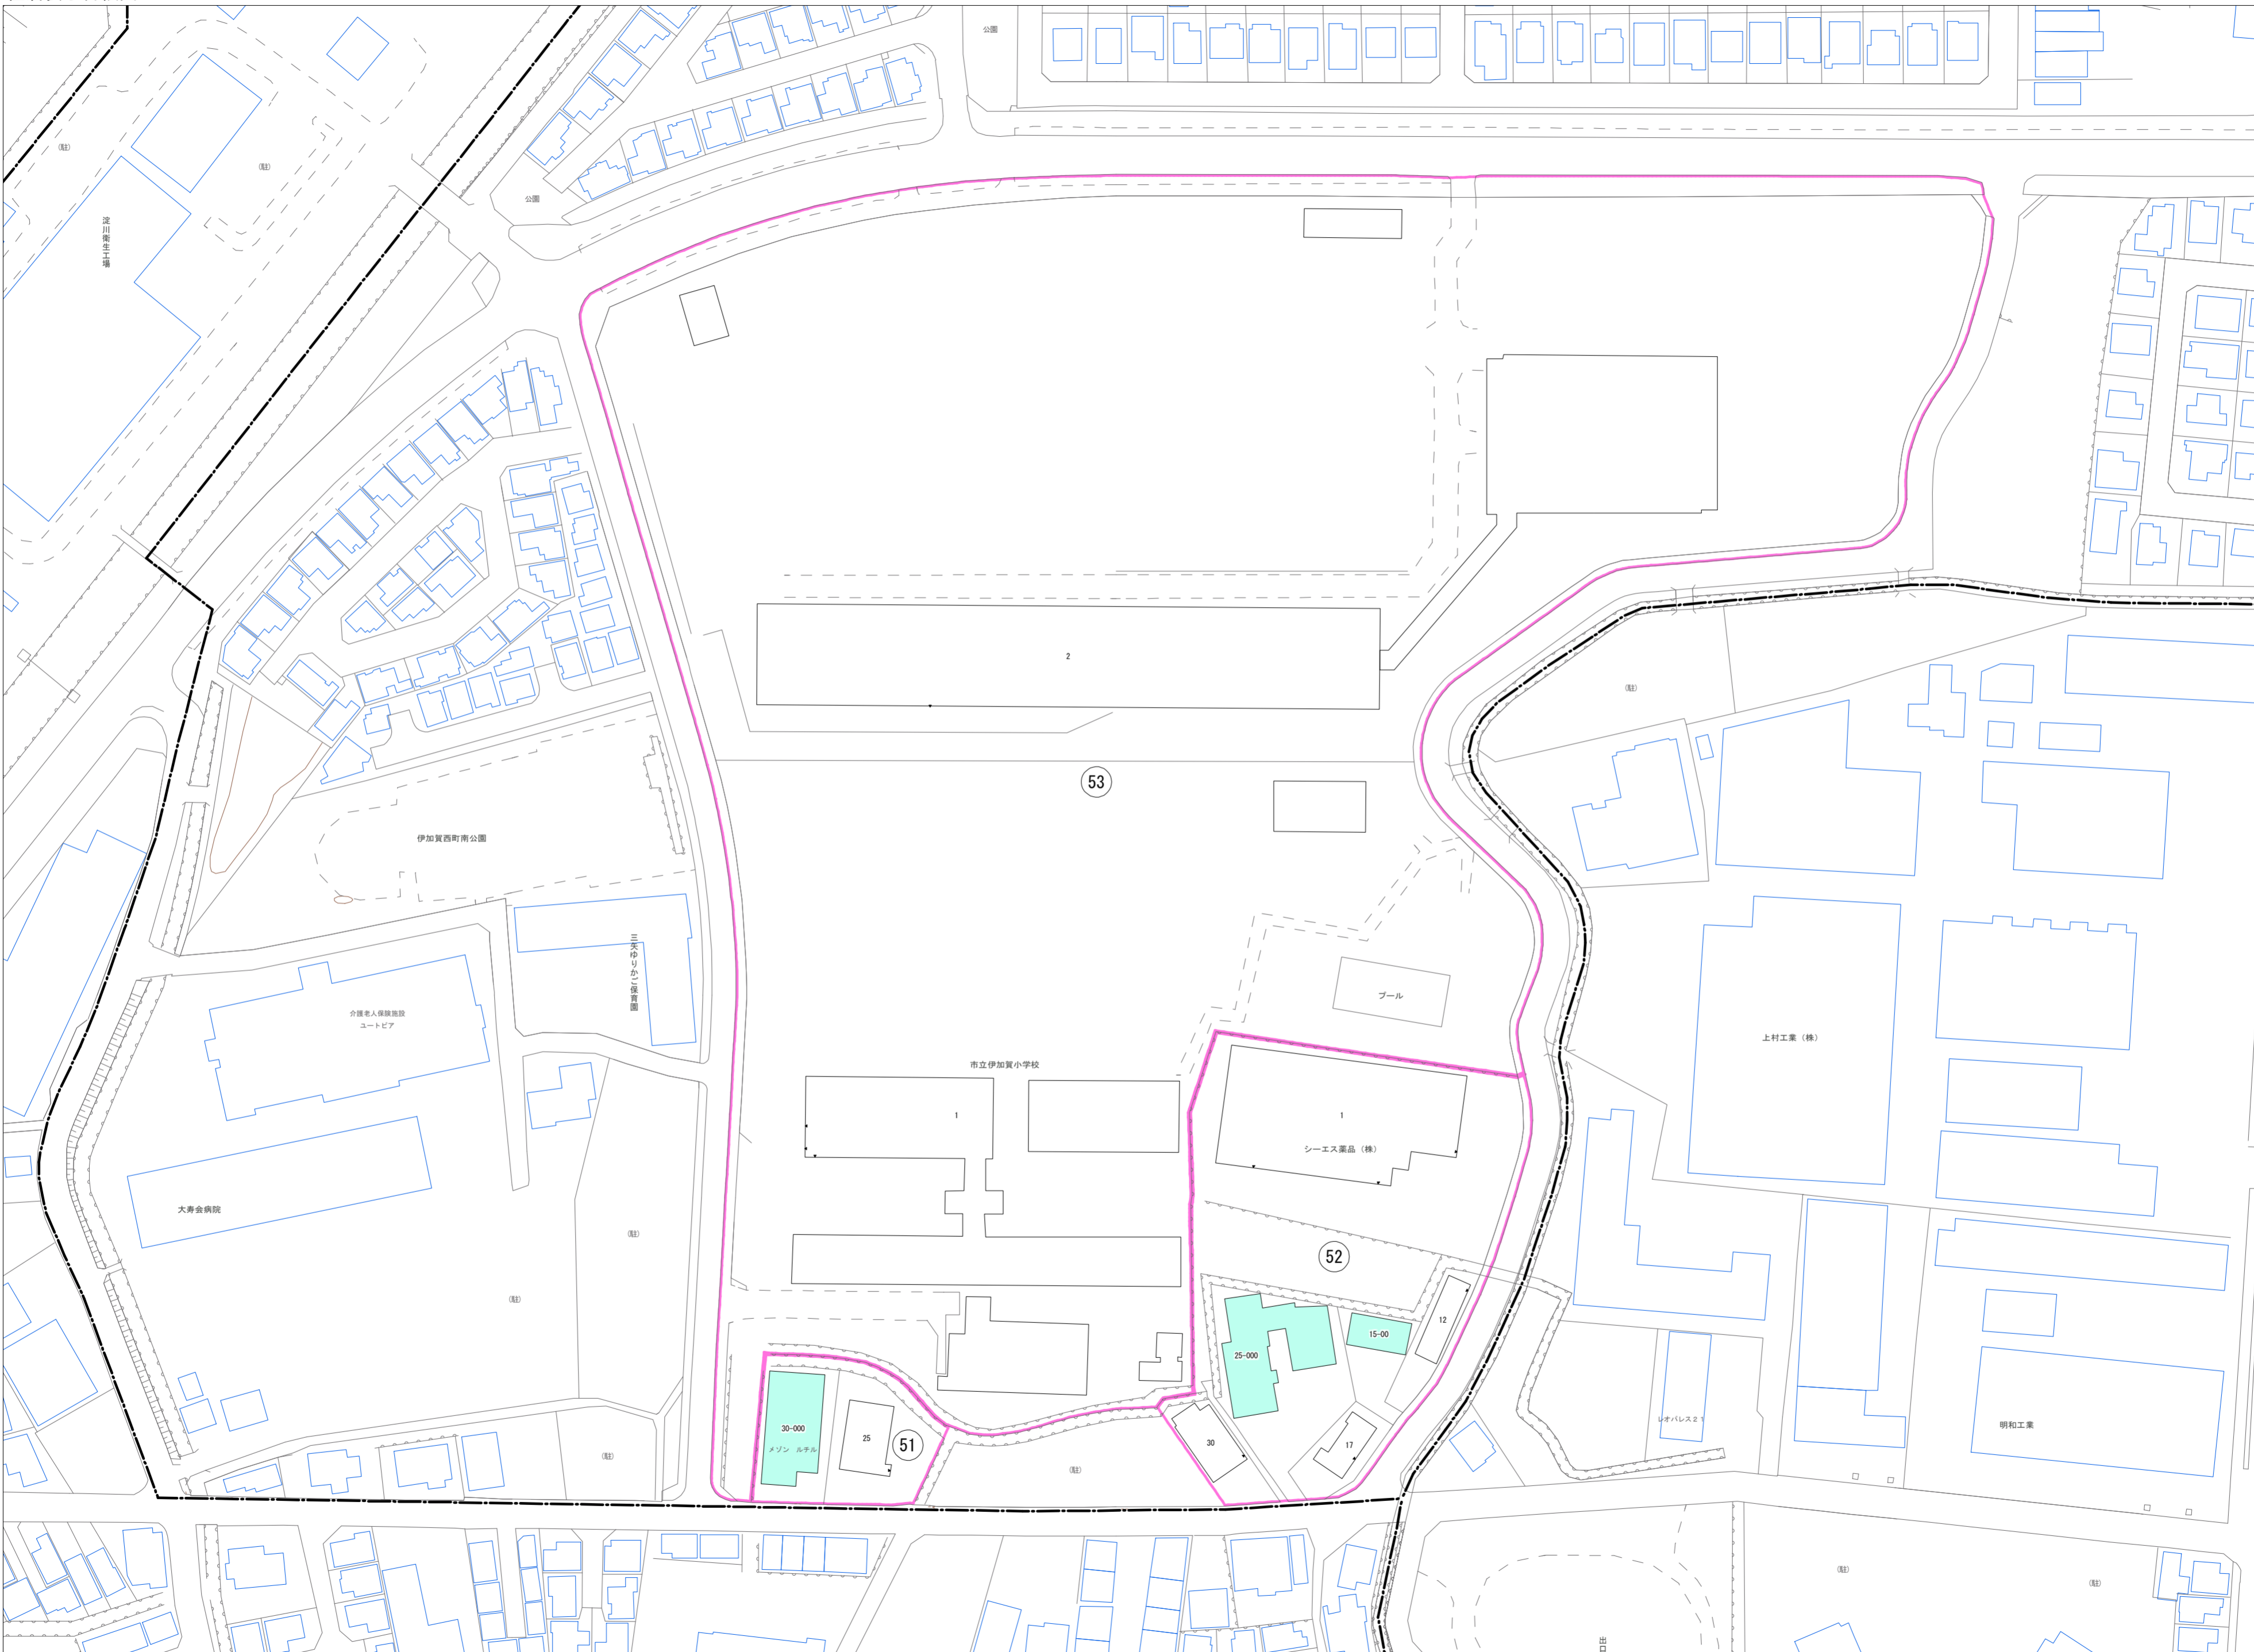 公園
(駐)
(駐)
淀川衛生工場
公園
2
(駐)
53
伊加賀西町南公園
三矢ゆりかご保育園
プール
介護老人保険施設
ユートピア
市立伊加賀小学校
上村工業（株）
1
1
シーエス薬品（株）
大寿会病院
(駐)
52
(駐)
12
15-00
25-000
30-000
メゾン ルチル
25
51
30
17
レオパレス21
明和工業
(駐)
(駐)
(駐)
(駐)
出口